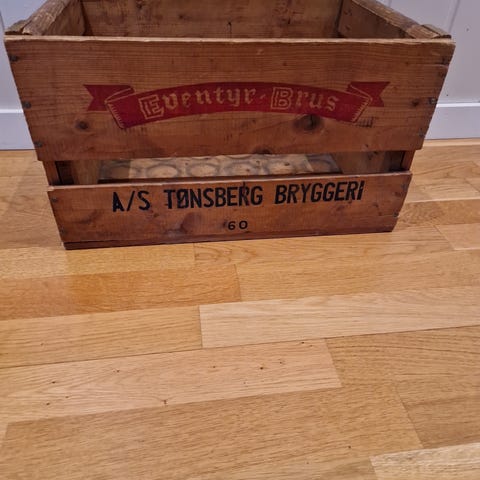 Eventyr-Brus
A/S TØNSBERG BRYGGERI
60